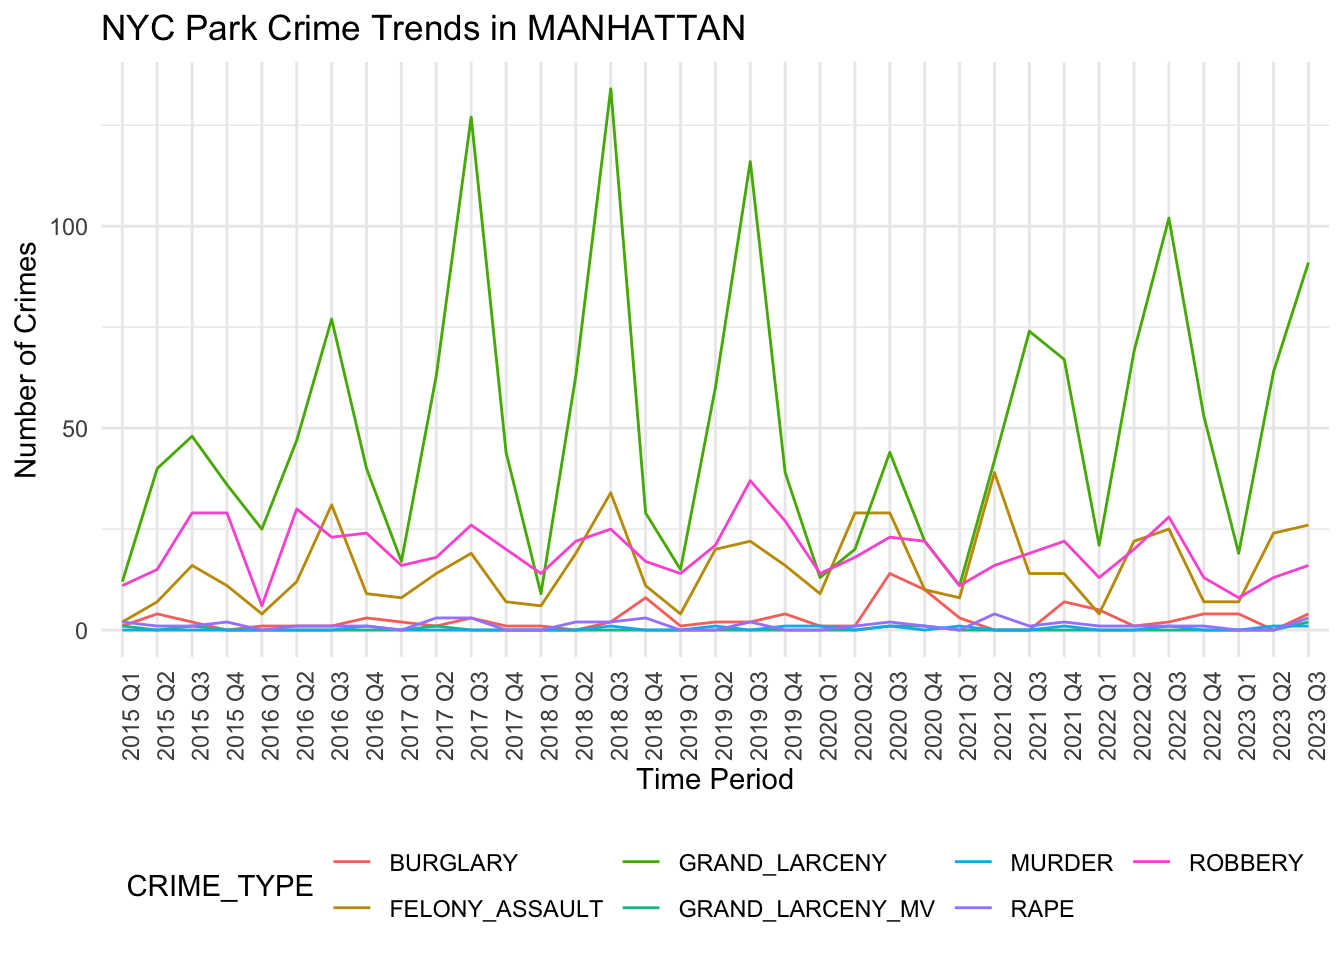 NYC Park Crime Trends in MANHATTAN
Number of Crimes
100
50
0
2015 Q1
2015 Q2
2015 Q3
2015 Q4
2016 Q1
2016 Q2
2016 Q3
2016 Q4
2017 Q1
2017 Q2
2017 Q3
2017 Q4
2018 Q1
2018 Q2
2018 Q3
2018 Q4
2019 Q1
2019 Q2
2019 Q3
2019 Q4
2020 Q1
2020 Q2
2020 Q3
2020 Q4
2021 Q1
2021 Q2
2021 Q3
2021 Q4
2022 Q1
2022 Q2
2022 Q3
2022 Q4
2023 Q1
2023 Q2
2023 Q3
Time Period
CRIME_TYPE
BURGLARY
GRAND_LARCENY
MURDER
ROBBERY
FELONY_ASSAULT
GRAND_LARCENY_MV
RAPE